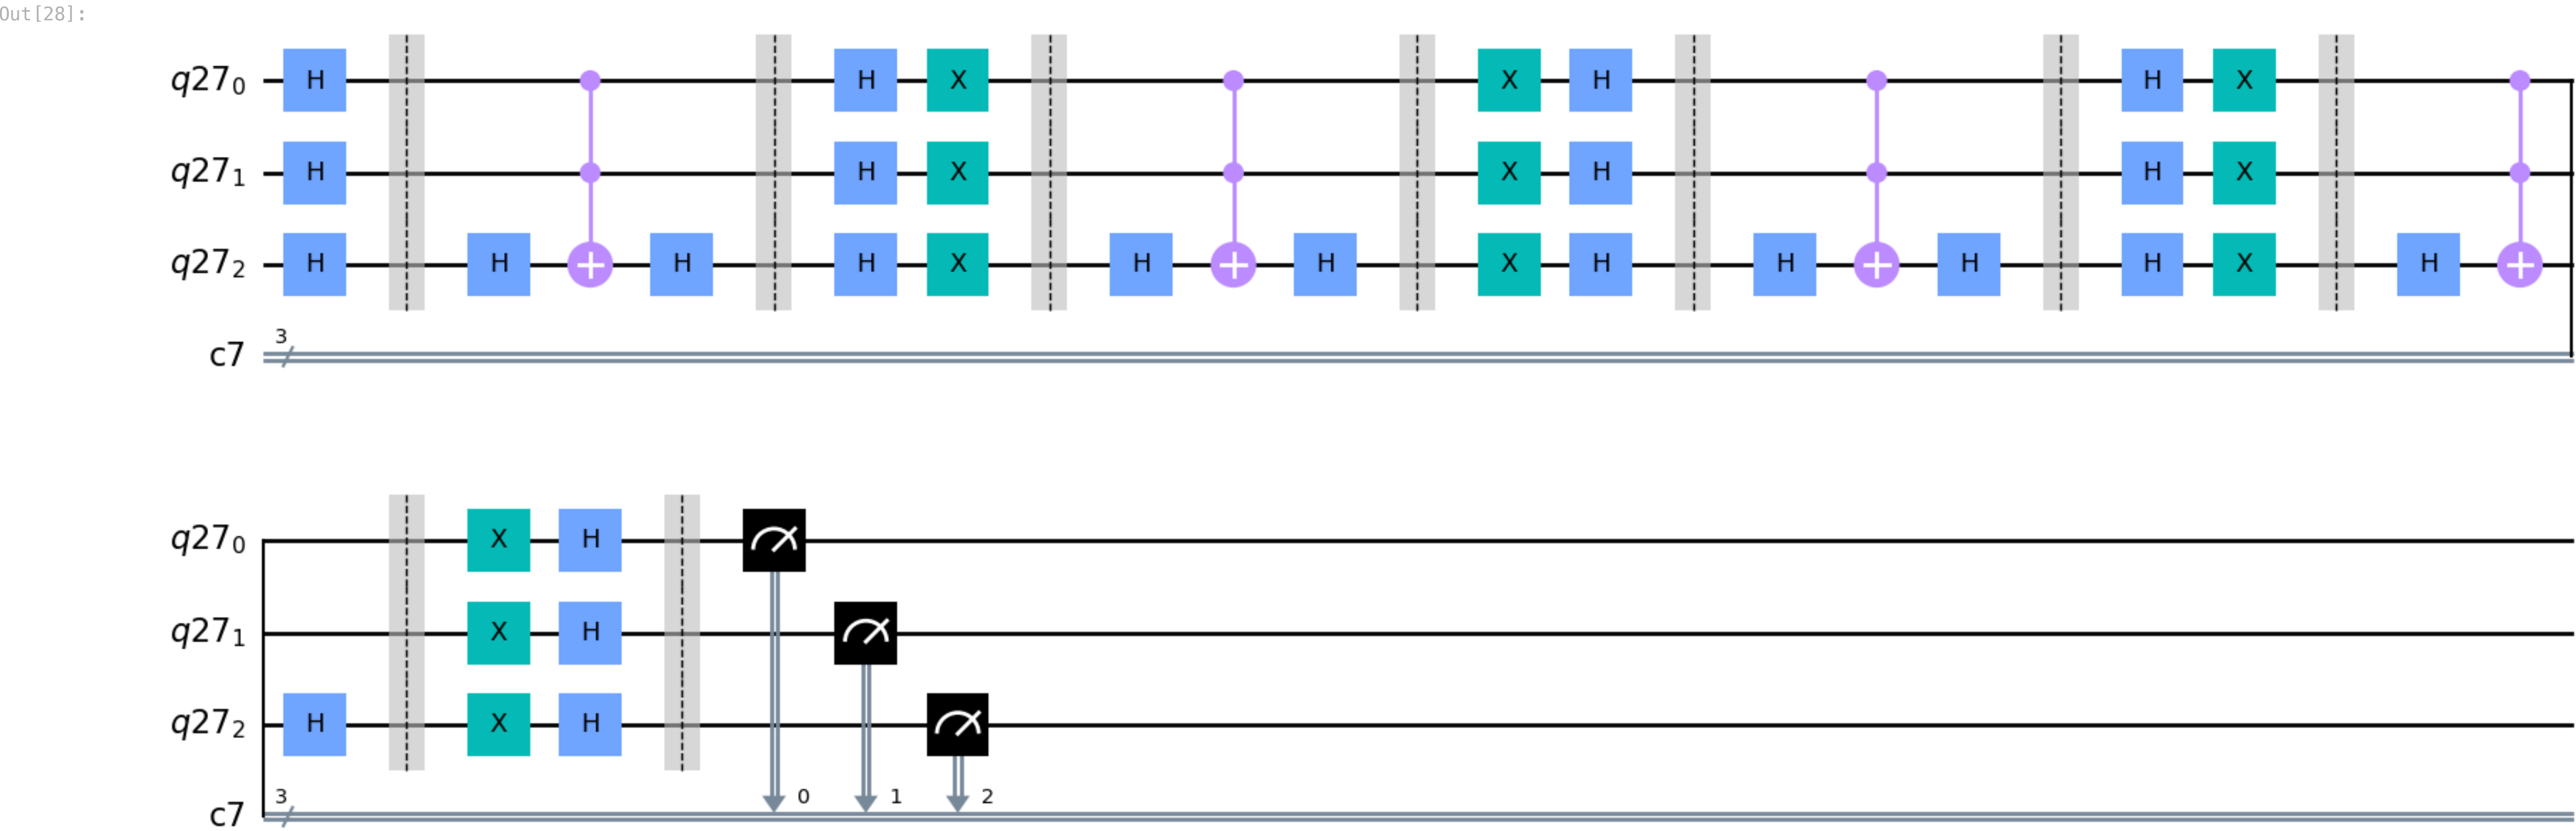 Out[28]:
q27₀ H H X X H H X
q27₁ H H X X H H X
q27₂ H H H H X H H X H H H H X H
c7 3
q27₀ X H
q27₁ X H
q27₂ H X H
c7 3 0 1 2